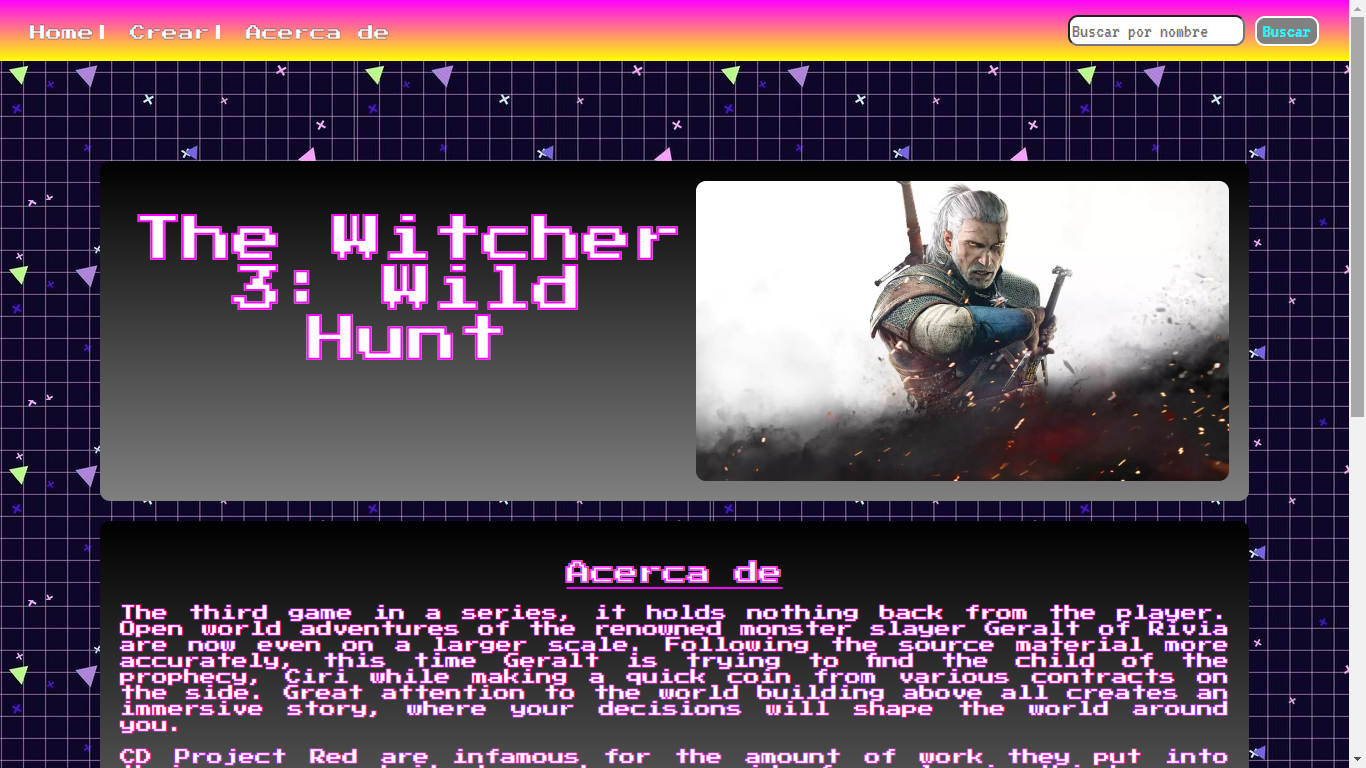 Home| Crear| Acerca de
Buscar por nombre
Buscar
The Witcher
3: Wild
Hunt
Acerca de
The third game in a series, it holds nothing back from the player.
Open world adventures of the renowned monster slayer Geralt of Rivia
are now even on a larger scale. Following the source material more
accurately, this time Geralt is trying to find the child of the
prophecy, Ciri while making a quick coin from various contracts on
the side. Great attention to the world building above all creates an
immersive story, where your decisions will shape the world around
you.
CD Project Red are infamous for the amount of work they put into